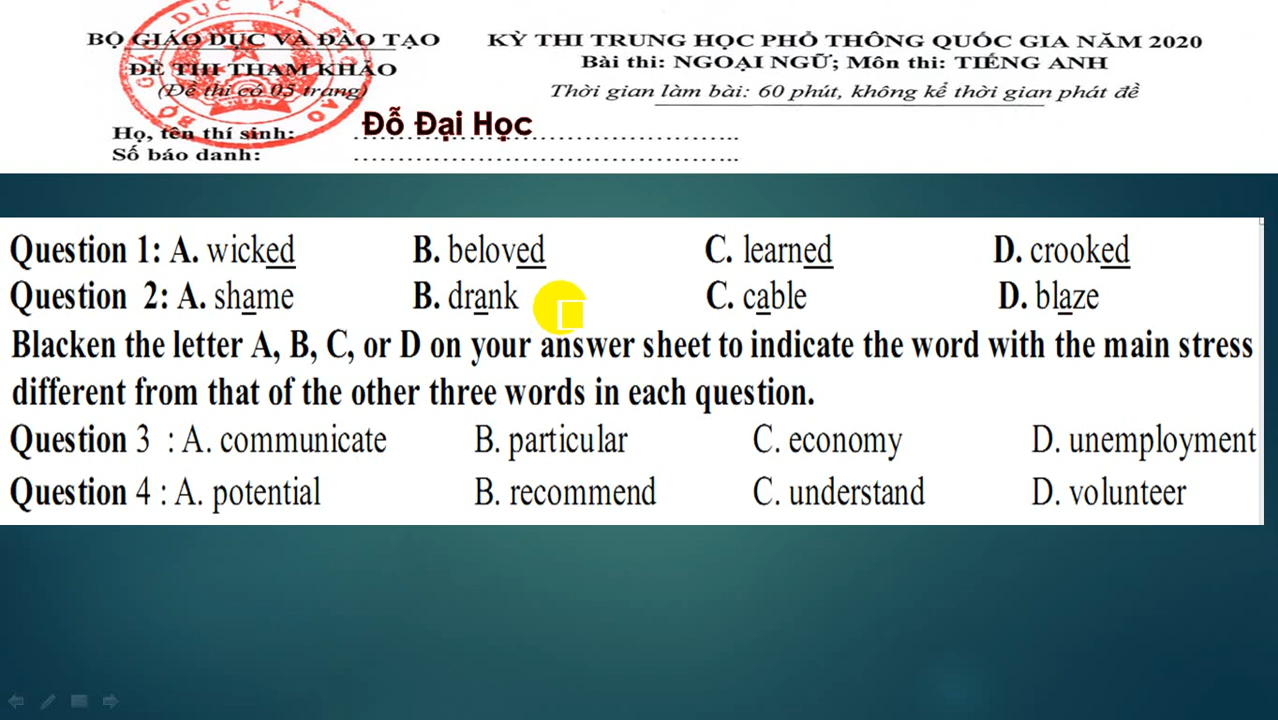 BỘ GIÁO DỤC VÀ ĐÀO TẠO
ĐỀ THI THAM KHẢO
(Đề thi có 05 trang)
KỲ THI TRUNG HỌC PHỔ THÔNG QUỐC GIA NĂM 2020
Bài thi: NGOẠI NGỮ; Môn thi: TIẾNG ANH
Thời gian làm bài: 60 phút, không kể thời gian phát đề
Họ, tên thí sinh: Đỗ Đại Học
Số báo danh:
Question 1: A. wicked B. beloved C. learned D. crooked
Question 2: A. shame B. drank C. cable D. blaze
Blacken the letter A, B, C, or D on your answer sheet to indicate the word with the main stress
different from that of the other three words in each question.
Question 3 : A. communicate B. particular C. economy D. unemployment
Question 4 : A. potential B. recommend C. understand D. volunteer